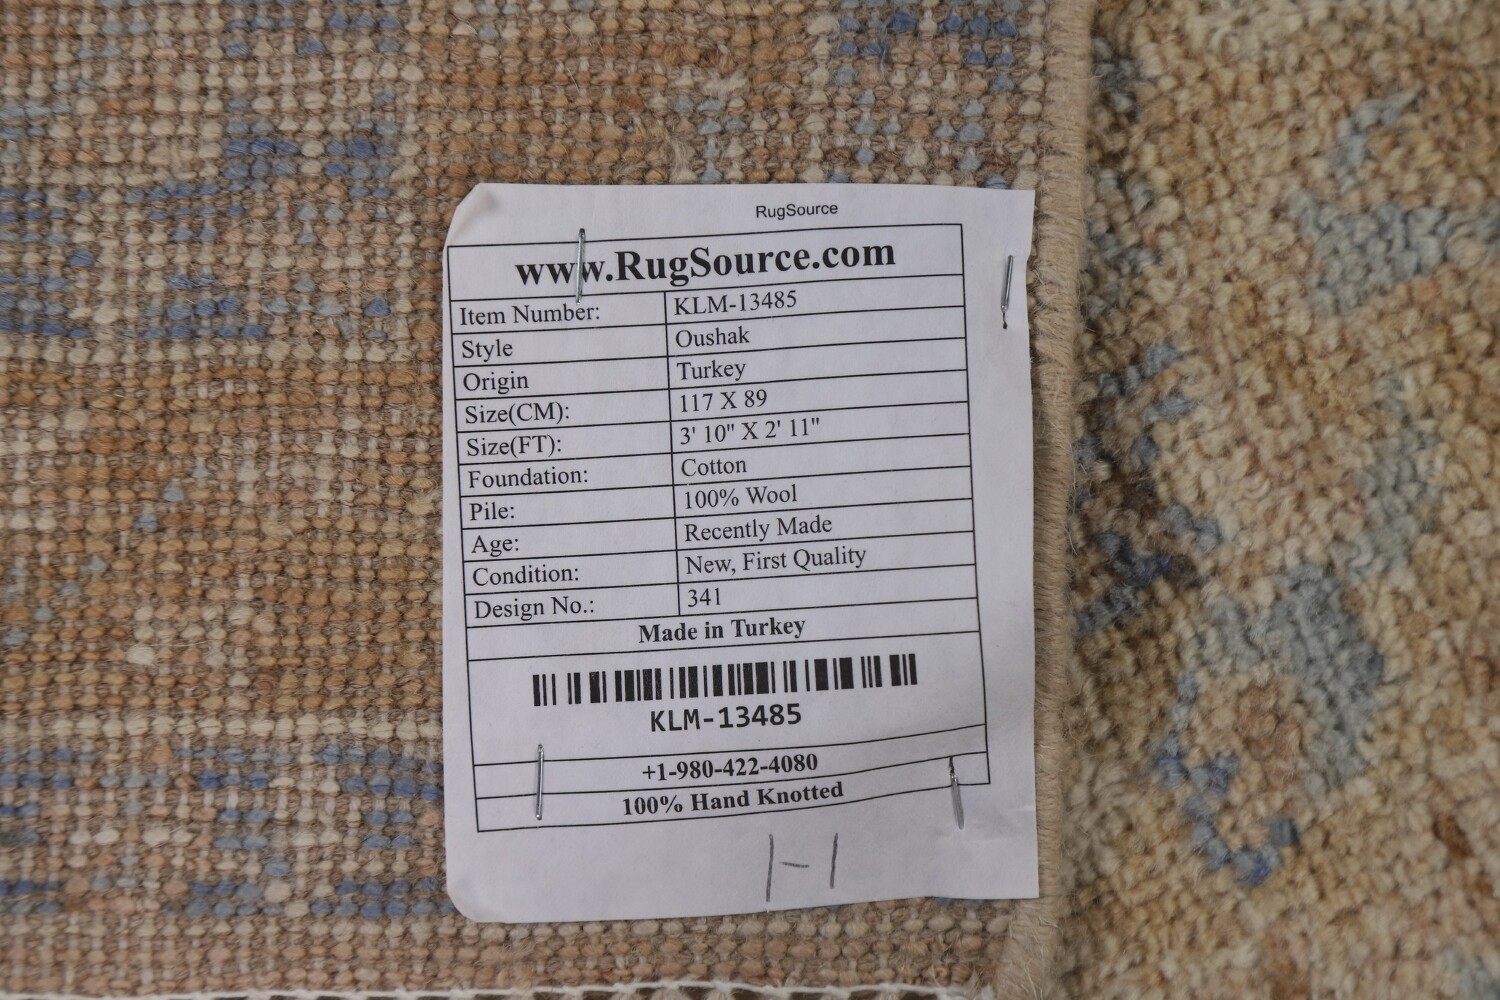 RugSource
www.RugSource.com
Item Number: KLM-13485
Style Oushak
Origin Turkey
Size(CM): 117 X 89
Size(FT): 3' 10" X 2' 11"
Foundation: Cotton
Pile: 100% Wool
Age: Recently Made
Condition: New, First Quality
Design No.: 341
Made in Turkey
KLM-13485
+1-980-422-4080
100% Hand Knotted
1-1